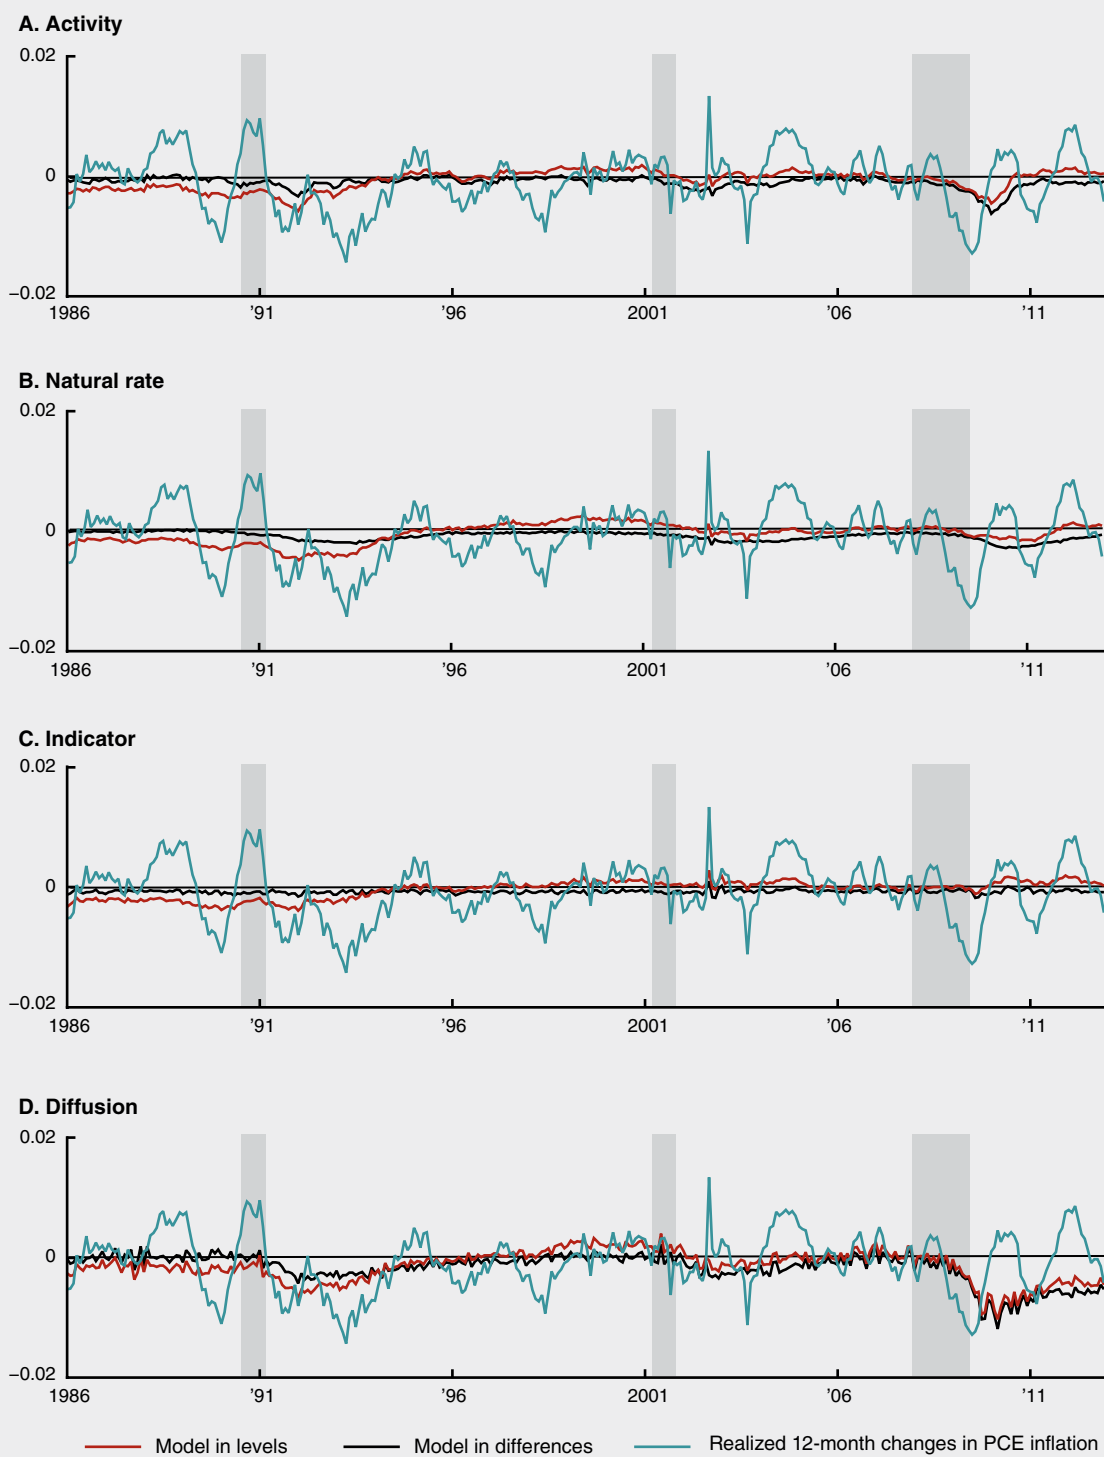 A. Activity
0.02
0
−0.02
1986 ’91 ’96 2001 ’06 ’11
B. Natural rate
0.02
0
−0.02
1986 ’91 ’96 2001 ’06 ’11
C. Indicator
0.02
0
−0.02
1986 ’91 ’96 2001 ’06 ’11
D. Diffusion
0.02
0
−0.02
1986 ’91 ’96 2001 ’06 ’11
Model in levels Model in differences Realized 12-month changes in PCE inflation